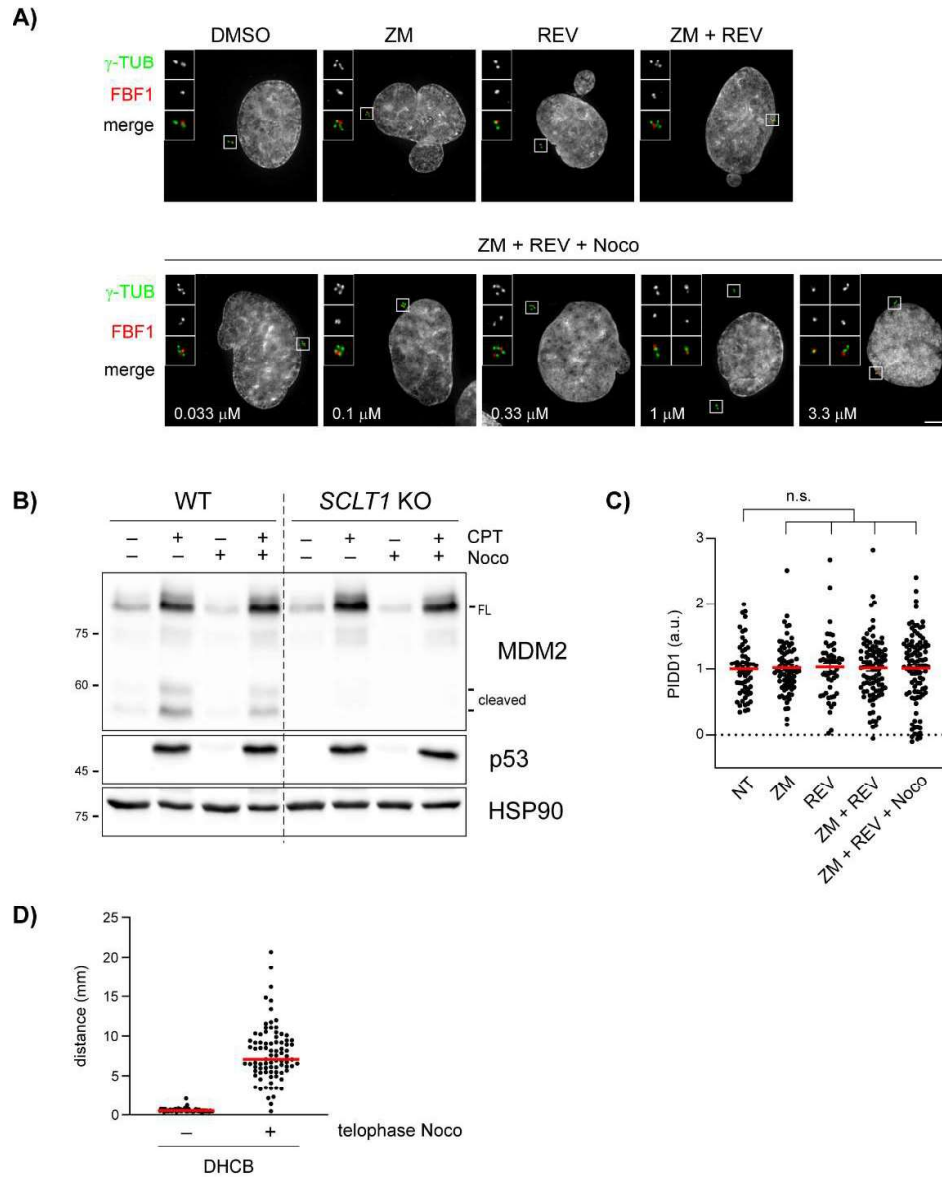 A)
DMSO ZM REV ZM + REV
γ-TUB
FBF1
merge
ZM + REV + Noco
γ-TUB
FBF1
merge
0.033 μM 0.1 μM 0.33 μM 1 μM 3.3 μM
B)
WT SCLT1 KO
– + – + – + – + CPT
– – + + – – + + Noco
FL
75
MDM2
60
cleaved
p53
45
75
HSP90
C)
n.s.
3
2
1
0
PIDD1 (a.u.)
NT ZM REV ZM + REV ZM + REV + Noco
D)
25
20
15
10
5
0
distance (mm)
– + telophase Noco
DHCB